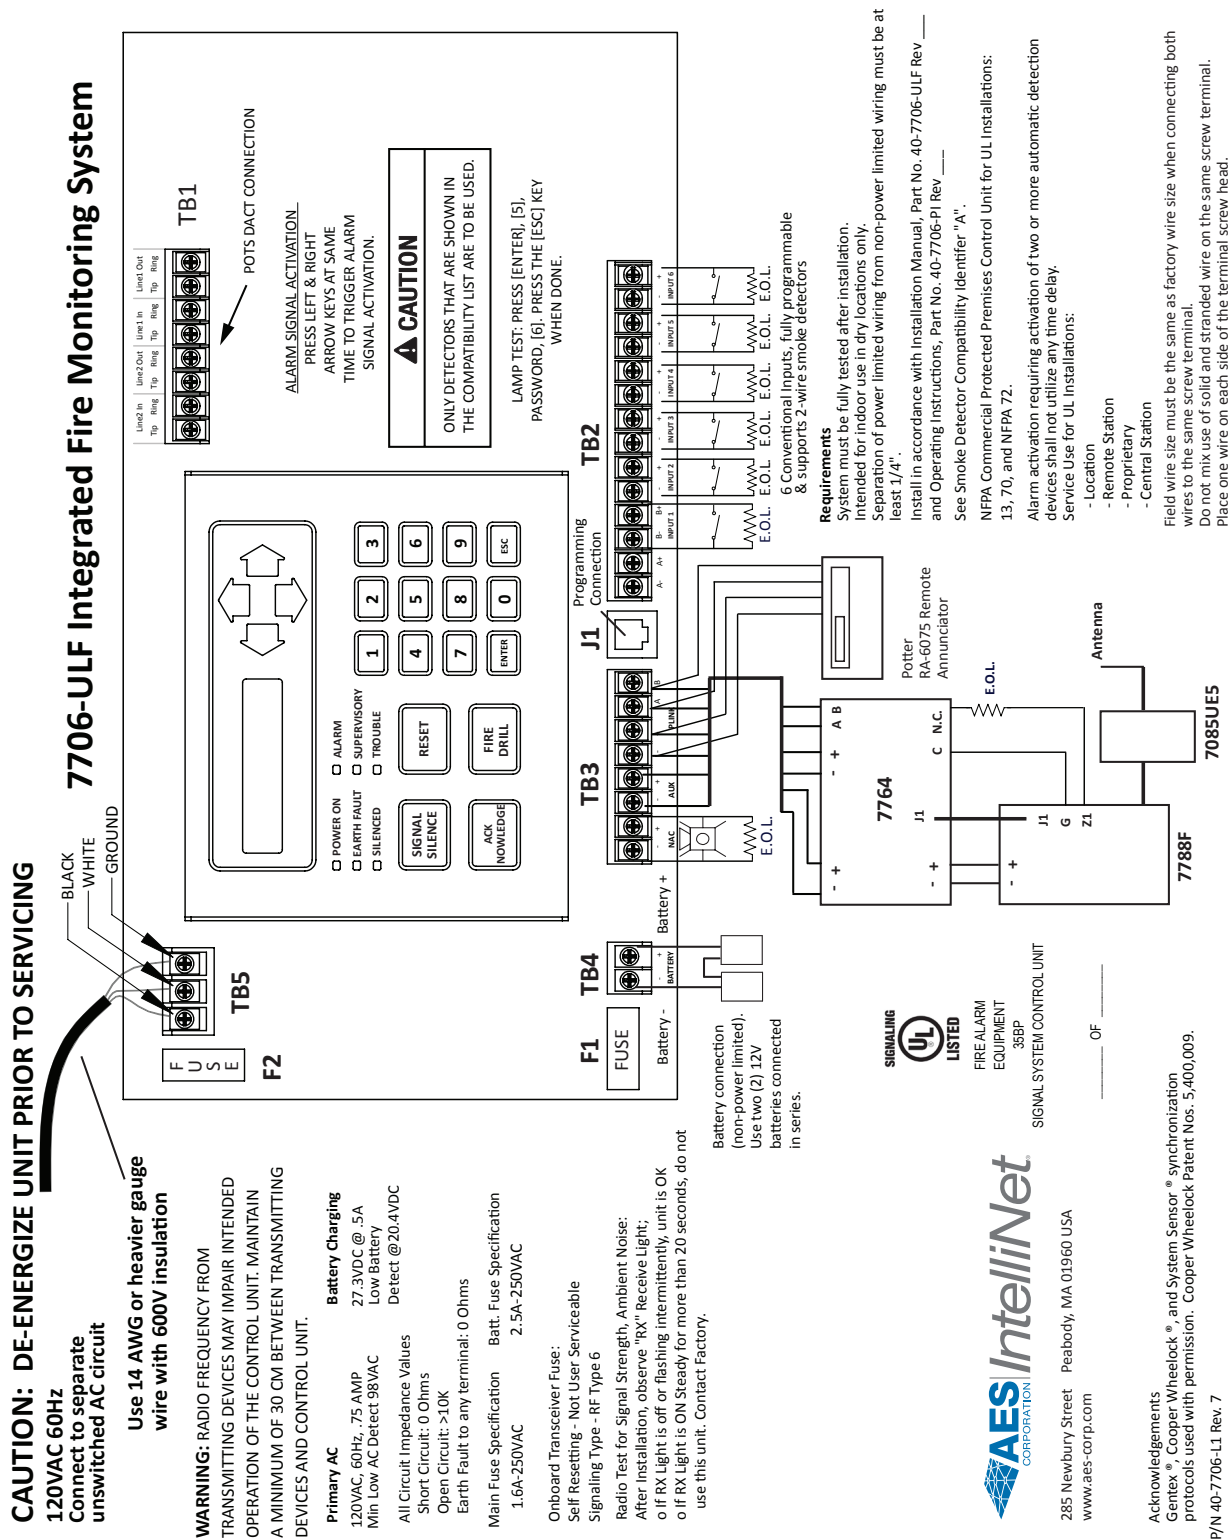 CAUTION: DE-ENERGIZE UNIT PRIOR TO SERVICING
120VAC 60Hz
Connect to separate
unswitched AC circuit
7706-ULF Integrated Fire Monitoring System
BLACK
WHITE
GROUND
Use 14 AWG or heavier gauge
wire with 600V insulation
FUSE
F2
TB5
TB1
Line2 In
Line2 Out
Line1 In
Line1 Out
Tip Ring Tip Ring Tip Ring Tip Ring
POTS DACT CONNECTION
WARNING: RADIO FREQUENCY FROM
TRANSMITTING DEVICES MAY IMPAIR INTENDED
OPERATION OF THE CONTROL UNIT. MAINTAIN
A MINIMUM OF 30 CM BETWEEN TRANSMITTING
DEVICES AND CONTROL UNIT.
Primary AC
120VAC, 60Hz, .75 AMP
Min Low AC Detect 98VAC
Battery Charging
27.3VDC @ .5A
Low Battery
Detect @20.4VDC
All Circuit Impedance Values
Short Circuit: 0 Ohms
Open Circuit: >10K
Earth Fault to any terminal: 0 Ohms
Main Fuse Specification
1.6A-250VAC
Batt. Fuse Specification
2.5A-250VAC
Onboard Transceiver Fuse:
Self Resetting - Not User Serviceable
Signaling Type - RF Type 6
Radio Test for Signal Strength, Ambient Noise:
After Installation, observe "RX" Receive Light;
o If RX Light is off or flashing intermittently, unit is OK
o If RX Light is ON Steady for more than 20 seconds, do not
use this unit. Contact Factory.
POWER ON
EARTH FAULT
SILENCED
ALARM
SUPERVISORY
TROUBLE
SIGNAL
SILENCE
RESET
ACK
NOWLEDGE
FIRE
DRILL
1 2 3
4 5 6
7 8 9
ENTER 0 ESC
ALARM SIGNAL ACTIVATION
PRESS LEFT & RIGHT
ARROW KEYS AT SAME
TIME TO TRIGGER ALARM
SIGNAL ACTIVATION.
CAUTION
ONLY DETECTORS THAT ARE SHOWN IN
THE COMPATIBILITY LIST ARE TO BE USED.
LAMP TEST: PRESS [ENTER], [5],
PASSWORD, [6]. PRESS THE [ESC] KEY
WHEN DONE.
F1
FUSE
TB4
- +
BATTERY
Battery -
Battery +
TB3
- +
NAC
- +
AUX
- + A B
PLINK
E.O.L.
J1
Programming
Connection
TB2
A- A+ B- B+
INPUT 1
- +
INPUT 2
- +
INPUT 3
- +
INPUT 4
- +
INPUT 5
- +
INPUT 6
E.O.L. E.O.L. E.O.L. E.O.L. E.O.L. E.O.L.
6 Conventional Inputs, fully programmable
& supports 2-wire smoke detectors
Battery connection
(non-power limited).
Use two (2) 12V
batteries connected
in series.
Potter
RA-6075 Remote
Annunciator
- +
- + A B
7764
J1
C N.C.
- +
E.O.L.
- +
J1
G
Z1
7788F
Antenna
7085UE5
Requirements
System must be fully tested after installation.
Intended for indoor use in dry locations only.
Separation of power limited wiring from non-power limited wiring must be at
least 1/4".
Install in accordance with Installation Manual, Part No. 40-7706-ULF Rev ___
and Operating Instructions, Part No. 40-7706-PI Rev ___
See Smoke Detector Compatibility Identifer "A".
NFPA Commercial Protected Premises Control Unit for UL Installations:
13, 70, and NFPA 72.
Alarm activation requiring activation of two or more automatic detection
devices shall not utilize any time delay.
Service Use for UL Installations:
- Location
- Remote Station
- Proprietary
- Central Station
Field wire size must be the same as factory wire size when connecting both
wires to the same screw terminal.
Do not mix use of solid and stranded wire on the same screw terminal.
Place one wire on each side of the terminal screw head.
SIGNALING
UL
LISTED
FIRE ALARM
EQUIPMENT
35BP
SIGNAL SYSTEM CONTROL UNIT
______ OF ______
AES
CORPORATION
IntelliNet
285 Newbury Street Peabody, MA 01960 USA
www.aes-corp.com
Acknowledgements
Gentex ®, Cooper Wheelock ®, and System Sensor ® synchronization
protocols used with permission. Cooper Wheelock Patent Nos. 5,400,009.
P/N 40-7706-L1 Rev. 7